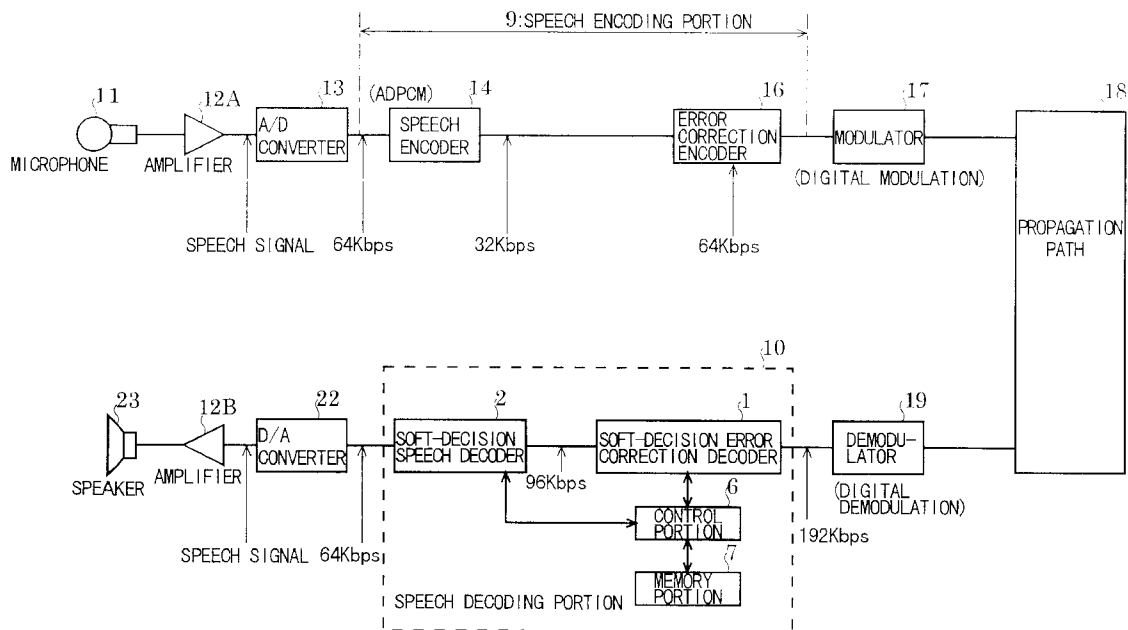 9:SPEECH ENCODING PORTION
11
12A
13
(ADPCM)
14
16
17
18
MICROPHONE
AMPLIFIER
A/D
CONVERTER
SPEECH
ENCODER
ERROR
CORRECTION
ENCODER
MODULATOR
(DIGITAL MODULATION)
PROPAGATION
PATH
SPEECH SIGNAL
64Kbps
32Kbps
64Kbps
10
23
12B
22
2
1
19
SPEAKER
AMPLIFIER
D/A
CONVERTER
SOFT-DECISION
SPEECH DECODER
SOFT-DECISION ERROR
CORRECTION DECODER
DEMODU-
LATOR
(DIGITAL
DEMODULATION)
96Kbps
6
CONTROL
PORTION
192Kbps
SPEECH SIGNAL
64Kbps
7
MEMORY
PORTION
SPEECH DECODING PORTION